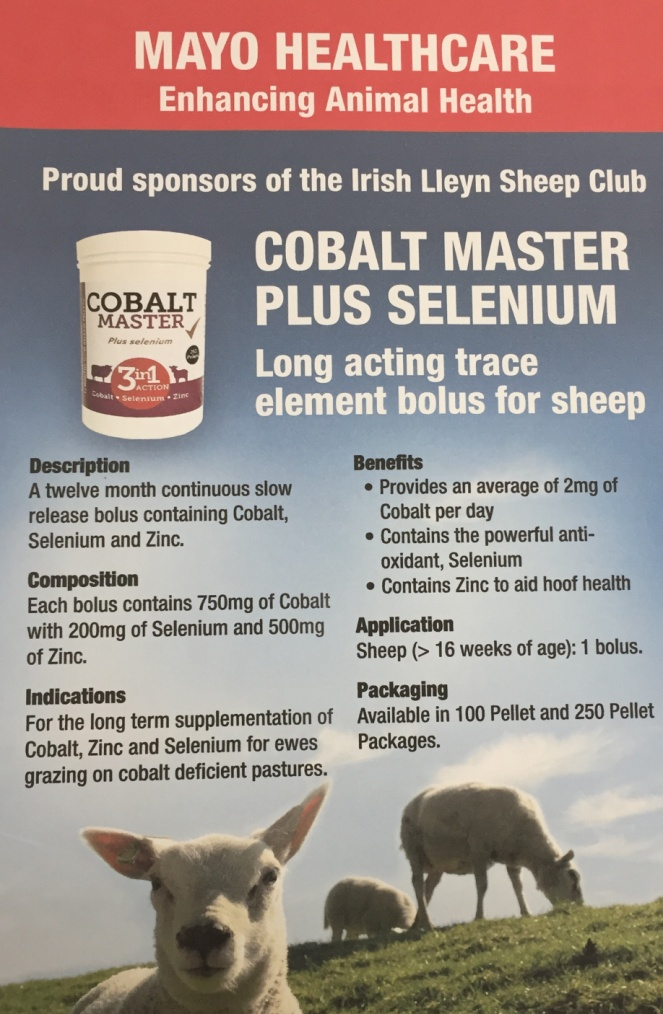 MAYO HEALTHCARE
Enhancing Animal Health
Proud sponsors of the Irish Lleyn Sheep Club
COBALT
MASTER
Plus selenium
3in1
ACTION
Cobalt • Selenium • Zinc
COBALT MASTER
PLUS SELENIUM
Long acting trace
element bolus for sheep
Description
A twelve month continuous slow
release bolus containing Cobalt,
Selenium and Zinc.
Composition
Each bolus contains 750mg of Cobalt
with 200mg of Selenium and 500mg
of Zinc.
Indications
For the long term supplementation of
Cobalt, Zinc and Selenium for ewes
grazing on cobalt deficient pastures.
Benefits
• Provides an average of 2mg of
Cobalt per day
• Contains the powerful anti-
oxidant, Selenium
• Contains Zinc to aid hoof health
Application
Sheep (> 16 weeks of age): 1 bolus.
Packaging
Available in 100 Pellet and 250 Pellet
Packages.